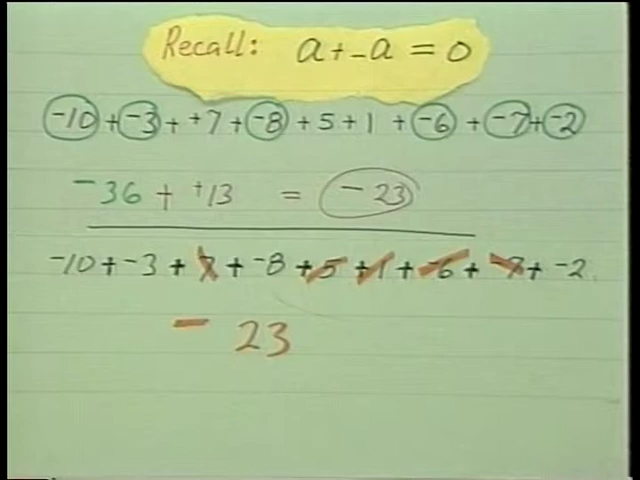 Recall: a + -a = 0
-10 + -3 + +7 + -8 + 5 + 1 + -6 + -7 + -2
-36 + +13 = -23
-10 + -3 + 7 + -8 + 5 + 1 + -6 + -7 + -2
- 23